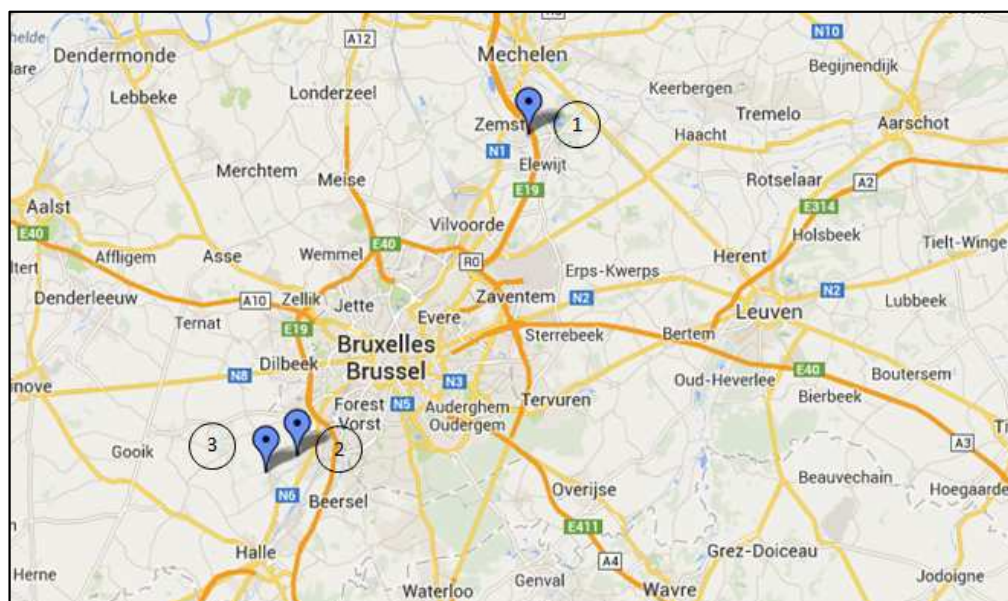 Dendermonde
A12
Mechelen
N10
Begijnendijk
Lebbeke
Londerzeel
Keerbergen
Tremelo
Aarschot
Zemst
1
Haacht
N1
Elewijt
Merchtem
Meise
E19
Rotselaar
A2
Aalst
E40
Vilvoorde
E314
Holsbeek
Affligem
Asse
Wemmel
E40
R0
Erps-Kwerps
Herent
Tielt-Winge
Denderleeuw
A10
Zellik
Jette
Evere
Zaventem
N2
N2
Lubbeek
Ternat
E19
Sterrebeek
Bertem
Leuven
Bruxelles
Brussel
Dilbeek
N8
N3
Oud-Heverlee
E40
Boutersem
Bierbeek
Forest
Vorst
N5
Auderghem
Oudergem
Tervuren
3
2
Gooik
A3
Beauvechain
Hoegaarde
N6
Beersel
Overijse
E411
Halle
A4
Grez-Doiceau
Herne
Waterloo
Genval
Wavre
Jodoigne